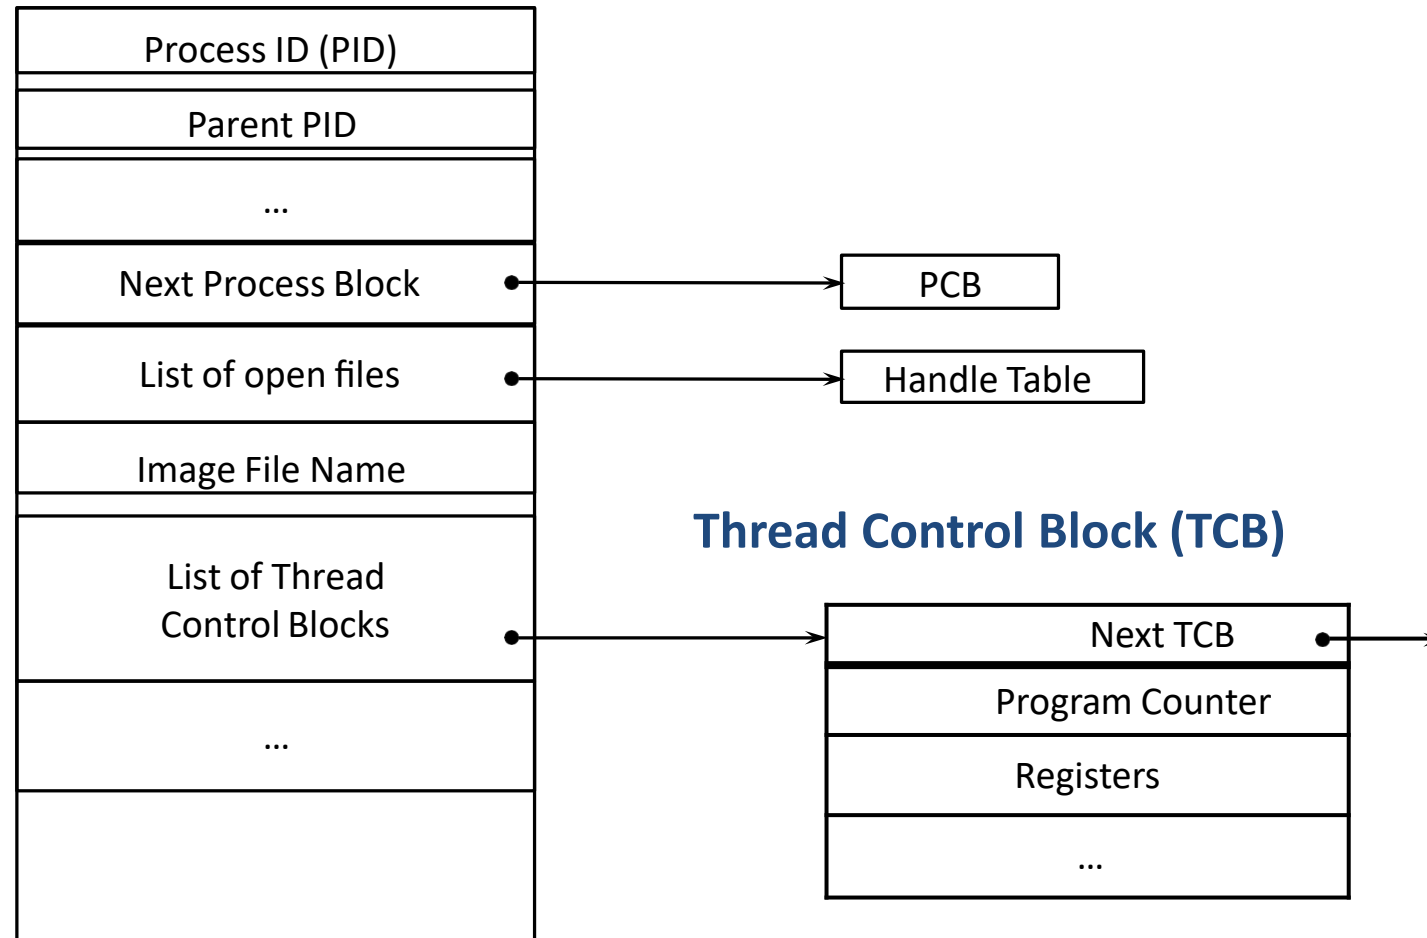 Process ID (PID)
Parent PID
...
Next Process Block
PCB
List of open files
Handle Table
Image File Name
Thread Control Block (TCB)
List of Thread
Control Blocks
Next TCB
Program Counter
Registers
...
...